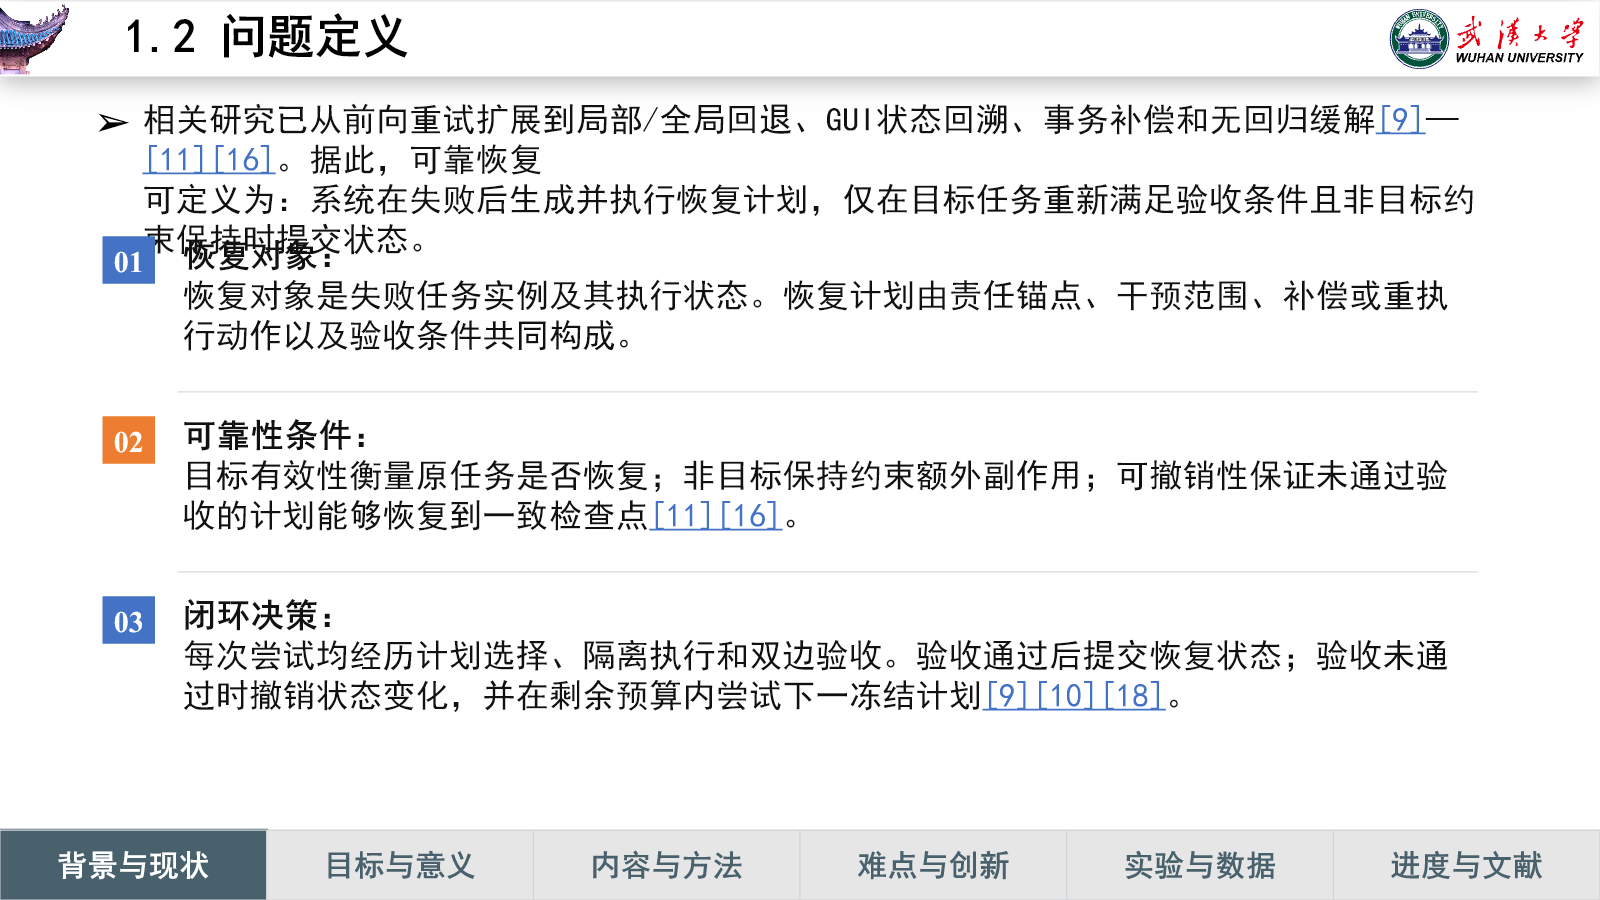 1.2 问题定义
武汉大学
WUHAN UNIVERSITY
➢ 相关研究已从前向重试扩展到局部/全局回退、GUI状态回溯、事务补偿和无回归缓解[9]—
[11][16]。据此，可靠恢复
可定义为：系统在失败后生成并执行恢复计划，仅在目标任务重新满足验收条件且非目标约
束保持时提交状态。
01
恢复对象：
恢复对象是失败任务实例及其执行状态。恢复计划由责任锚点、干预范围、补偿或重执
行动作以及验收条件共同构成。
02
可靠性条件：
目标有效性衡量原任务是否恢复；非目标保持约束额外副作用；可撤销性保证未通过验
收的计划能够恢复到一致检查点[11][16]。
03
闭环决策：
每次尝试均经历计划选择、隔离执行和双边验收。验收通过后提交恢复状态；验收未通
过时撤销状态变化，并在剩余预算内尝试下一冻结计划[9][10][18]。
背景与现状
目标与意义
内容与方法
难点与创新
实验与数据
进度与文献